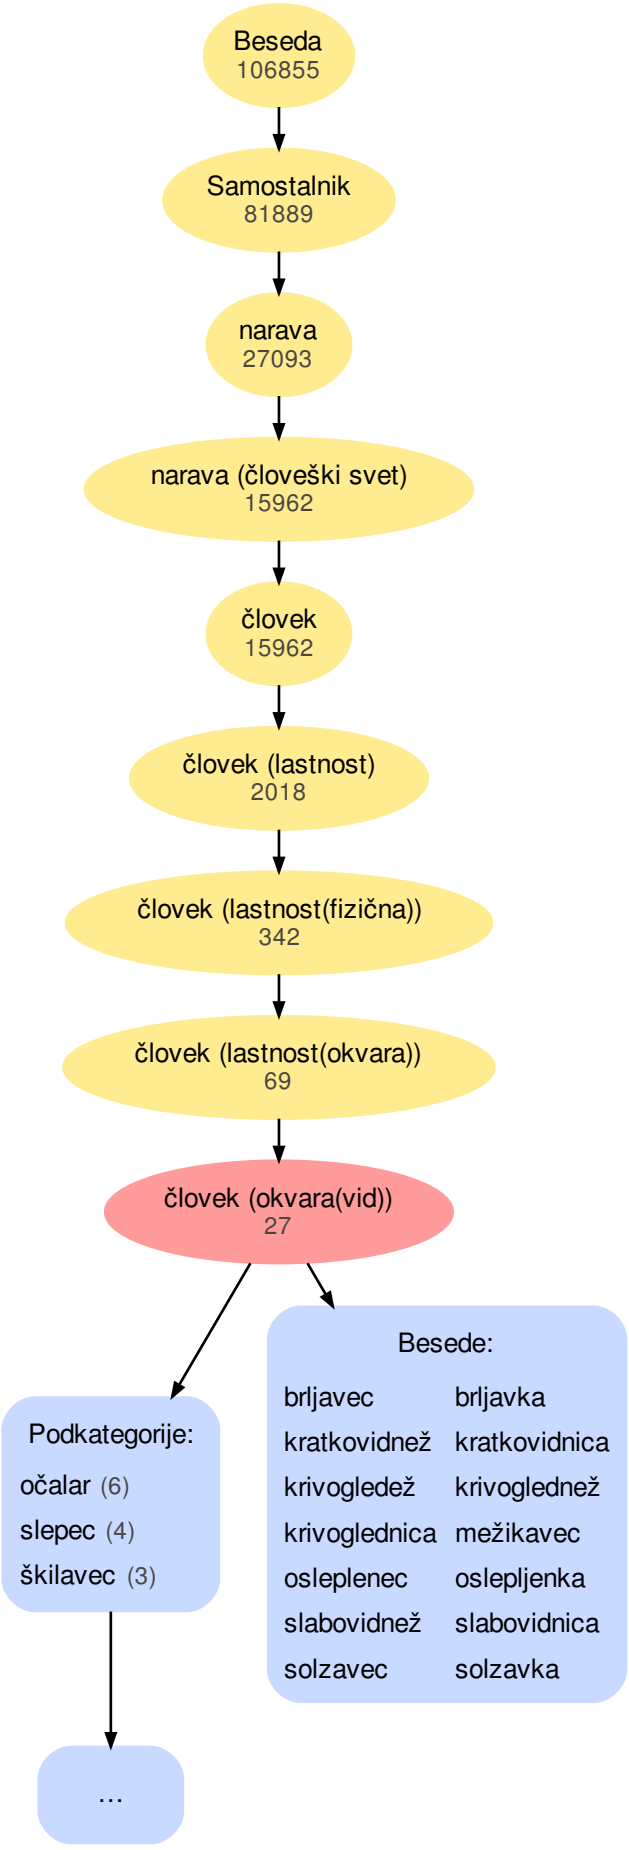 Beseda
106855
Samostalnik
81889
narava
27093
narava (človeški svet)
15962
človek
15962
človek (lastnost)
2018
človek (lastnost(fizična))
342
človek (lastnost(okvara))
69
človek (okvara(vid))
27
Podkategorije:
očalar (6)
slepec (4)
škilavec (3)
...
Besede:
brljavec brljavka
kratkovidnež kratkovidnica
krivogledež krivoglednež
krivoglednica mežikavec
osleplenec oslepljenka
slabovidnež slabovidnica
solzavec solzavka